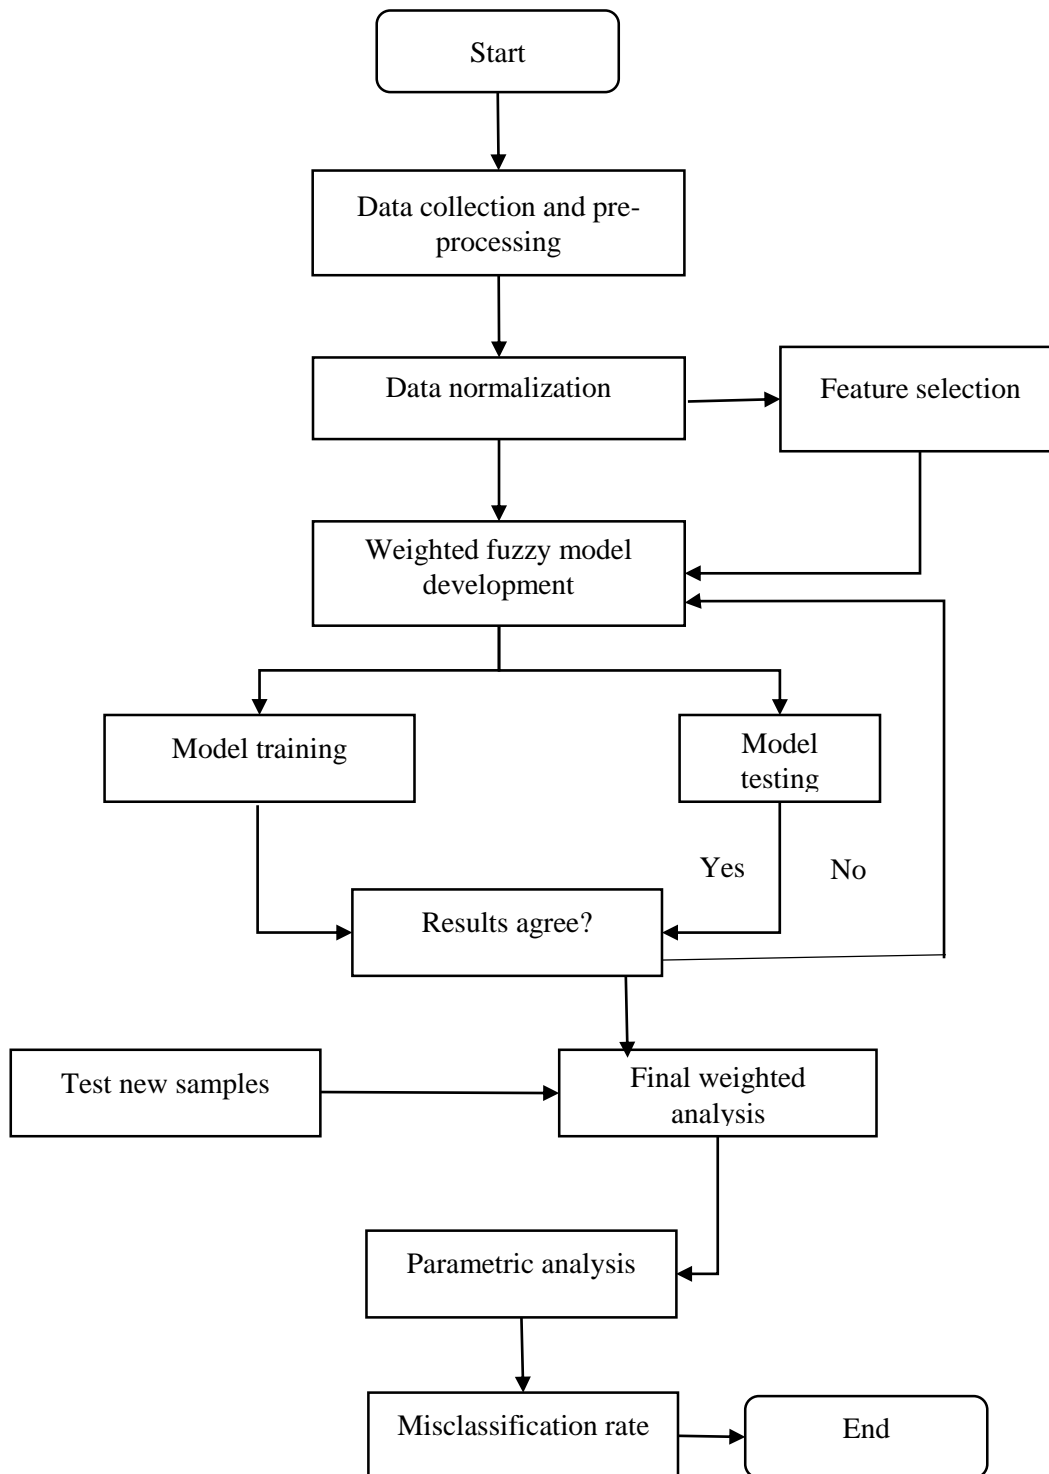 Start
Data collection and pre-
processing
Data normalization
Feature selection
Weighted fuzzy model
development
Model training
Model
testing
Yes
No
Results agree?
Test new samples
Final weighted
analysis
Parametric analysis
Misclassification rate
End